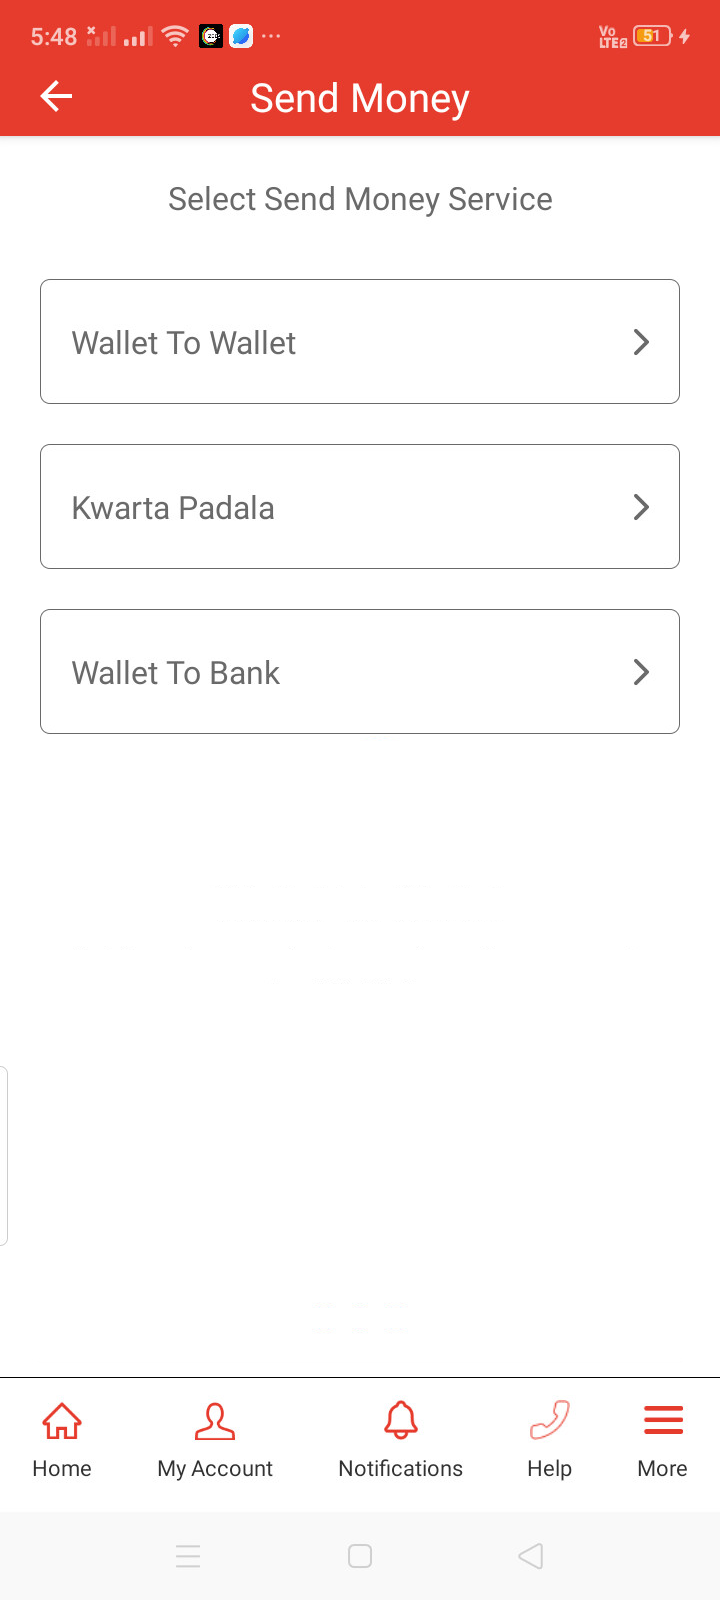 5:48
Vo
LTE2
51
Send Money
Select Send Money Service
Wallet To Wallet
Kwarta Padala
Wallet To Bank
Home
My Account
Notifications
Help
More